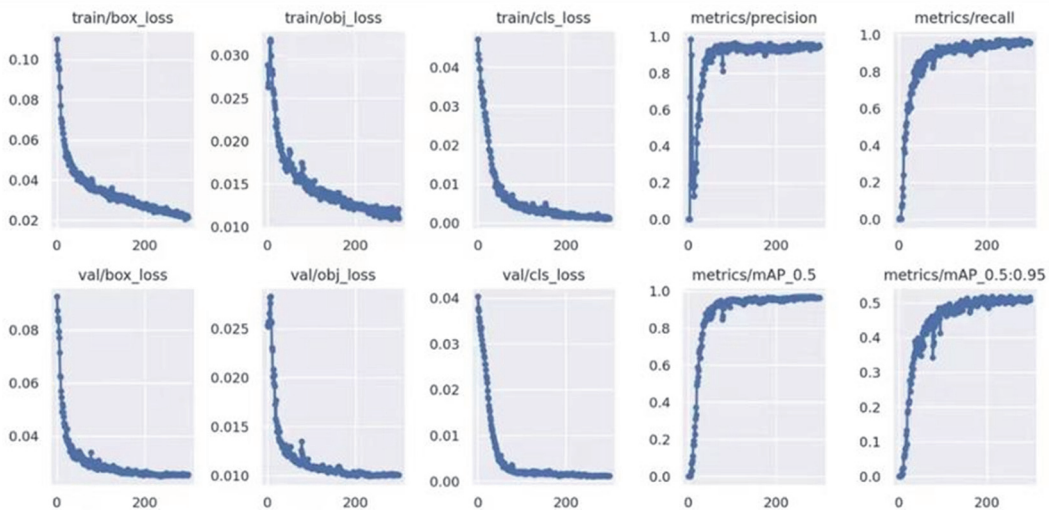 train/box_loss train/obj_loss train/cls_loss metrics/precision metrics/recall
0.10 0.08 0.06 0.04 0.02
0 200
0.030 0.025 0.020 0.015 0.010
0 200
0.04 0.03 0.02 0.01 0.00
0 200
1.0 0.8 0.6 0.4 0.2 0.0
0 200
1.0 0.8 0.6 0.4 0.2 0.0
0 200
val/box_loss val/obj_loss val/cls_loss metrics/mAP_0.5 metrics/mAP_0.5:0.95
0.08 0.06 0.04
0 200
0.025 0.020 0.015 0.010
0 200
0.04 0.03 0.02 0.01 0.00
0 200
1.0 0.8 0.6 0.4 0.2 0.0
0 200
0.5 0.4 0.3 0.2 0.1 0.0
0 200